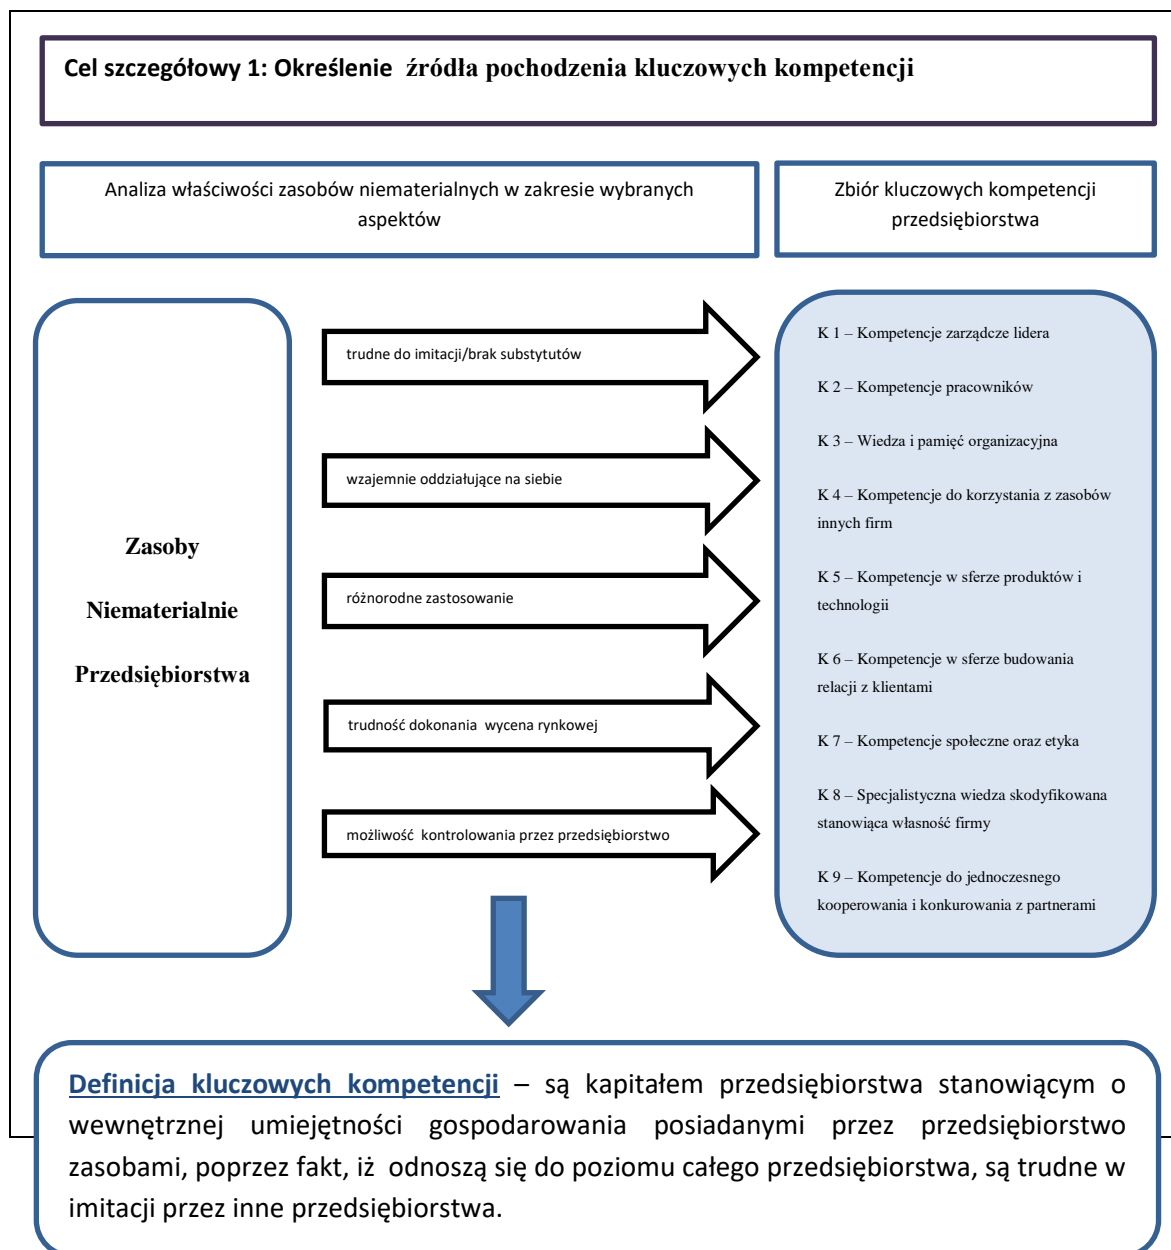 Cel szczegółowy 1: Określenie źródła pochodzenia kluczowych kompetencji
Analiza właściwości zasobów niematerialnych w zakresie wybranych
aspektów
Zbiór kluczowych kompetencji
przedsiębiorstwa
Zasoby
Niematerialnie
Przedsiębiorstwa
trudne do imitacji/brak substytutów
wzajemnie oddziałujące na siebie
różnorodne zastosowanie
trudność dokonania wycena rynkowej
możliwość kontrolowania przez przedsiębiorstwo
K 1 – Kompetencje zarządcze lidera
K 2 – Kompetencje pracowników
K 3 – Wiedza i pamięć organizacyjna
K 4 – Kompetencje do korzystania z zasobów
innych firm
K 5 – Kompetencje w sferze produktów i
technologii
K 6 – Kompetencje w sferze budowania
relacji z klientami
K 7 – Kompetencje społeczne oraz etyka
K 8 – Specjalistyczna wiedza skodyfikowana
stanowiąca własność firmy
K 9 – Kompetencje do jednoczesnego
kooperowania i konkurowania z partnerami
Definicja kluczowych kompetencji – są kapitałem przedsiębiorstwa stanowiącym o
wewnętrznej umiejętności gospodarowania posiadanymi przez przedsiębiorstwo
zasobami, poprzez fakt, iż odnoszą się do poziomu całego przedsiębiorstwa, są trudne w
imitacji przez inne przedsiębiorstwa.